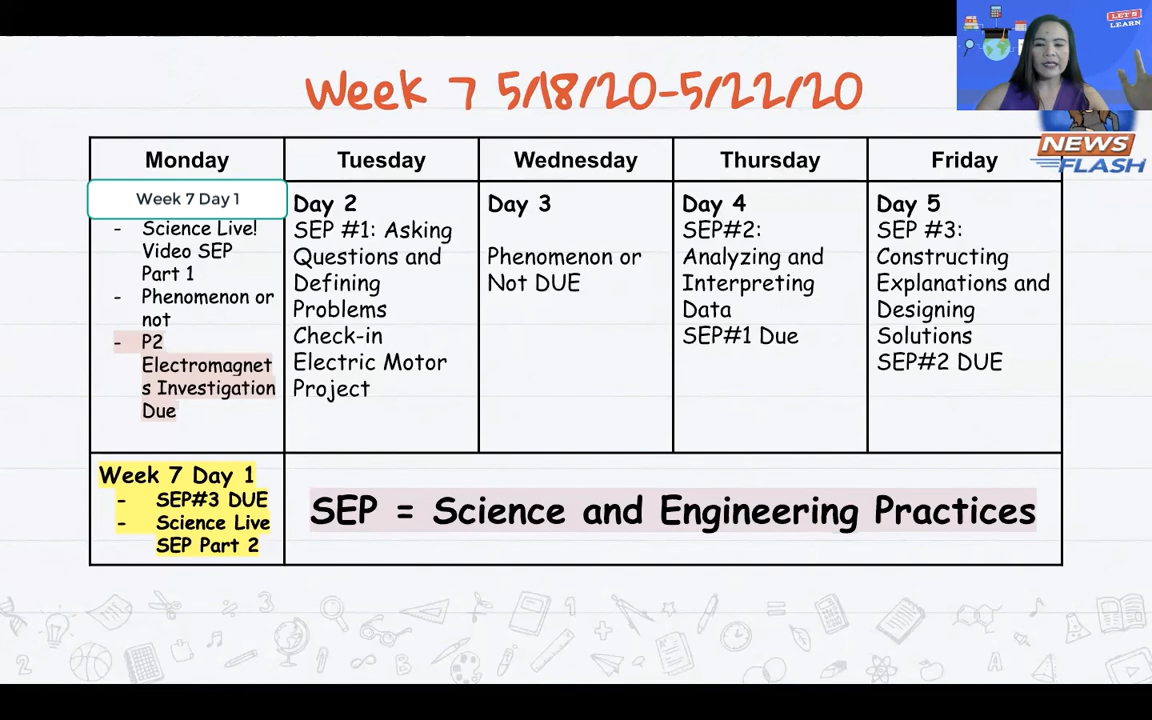 LET'S
LEARN
Week 7 5/18/20-5/22/20
NEWS
FLASH
Monday
Tuesday
Wednesday
Thursday
Friday
Week 7 Day 1
- Science Live!
Video SEP
Part 1
- Phenomenon or
not
- P2
Electromagnet
s Investigation
Due
Day 2
SEP #1: Asking
Questions and
Defining
Problems
Check-in
Electric Motor
Project
Day 3
Phenomenon or
Not DUE
Day 4
SEP#2:
Analyzing and
Interpreting
Data
SEP#1 Due
Day 5
SEP #3:
Constructing
Explanations and
Designing
Solutions
SEP#2 DUE
Week 7 Day 1
- SEP#3 DUE
- Science Live
SEP Part 2
SEP = Science and Engineering Practices